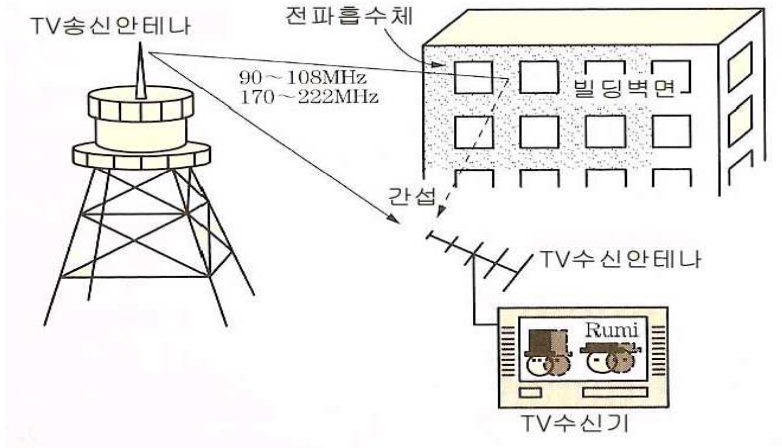 TV송신안테나
전파흡수체
90~108MHz
170~222MHz
빌딩벽면
간섭
TV수신안테나
Rumi
TV수신기